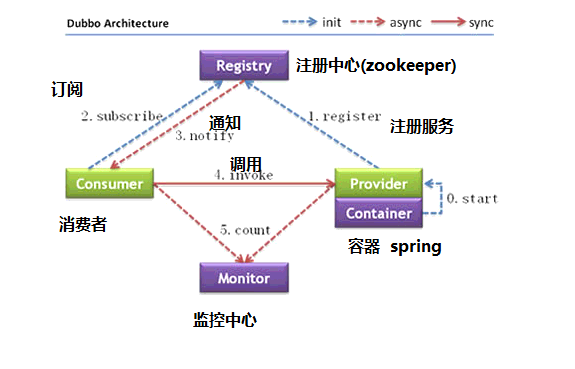 Dubbo Architecture
init
async
sync
Registry
注册中心(zookeeper)
订阅
2.subscribe
通知
3.notify
1.register
注册服务
调用
4.invoke
Consumer
Provider
Container
0.start
消费者
5.count
容器 spring
Monitor
监控中心